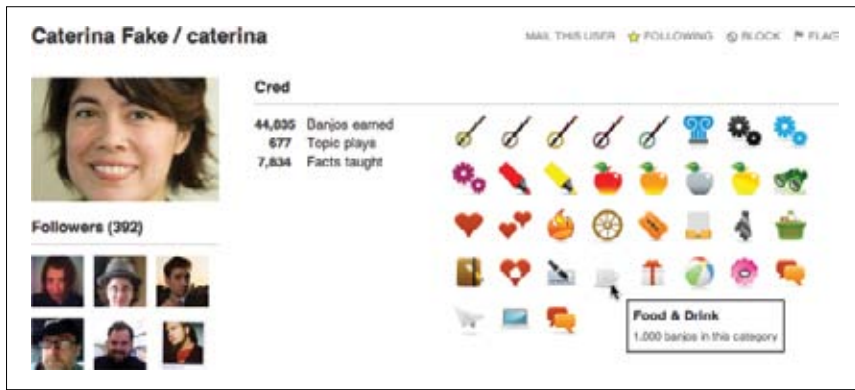 Caterina Fake / caterina
MAIL THIS USER FOLLOWING BLOCK FLAG
Cred
44,035 Banjos earned
677 Topic plays
7,834 Facts taught
Followers (392)
Food & Drink
1,000 banjos in this category